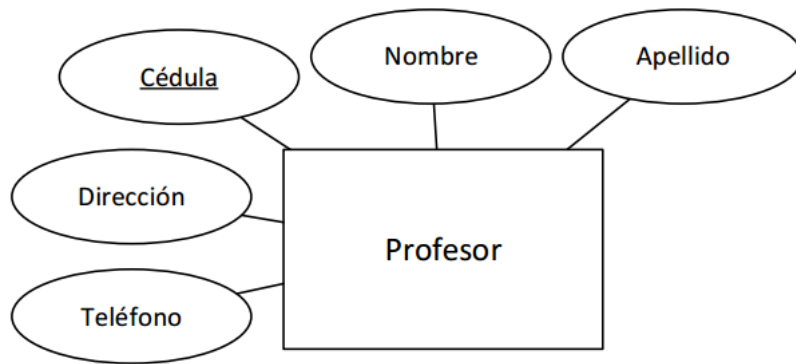 Nombre
Apellido
Cédula
Dirección
Profesor
Teléfono